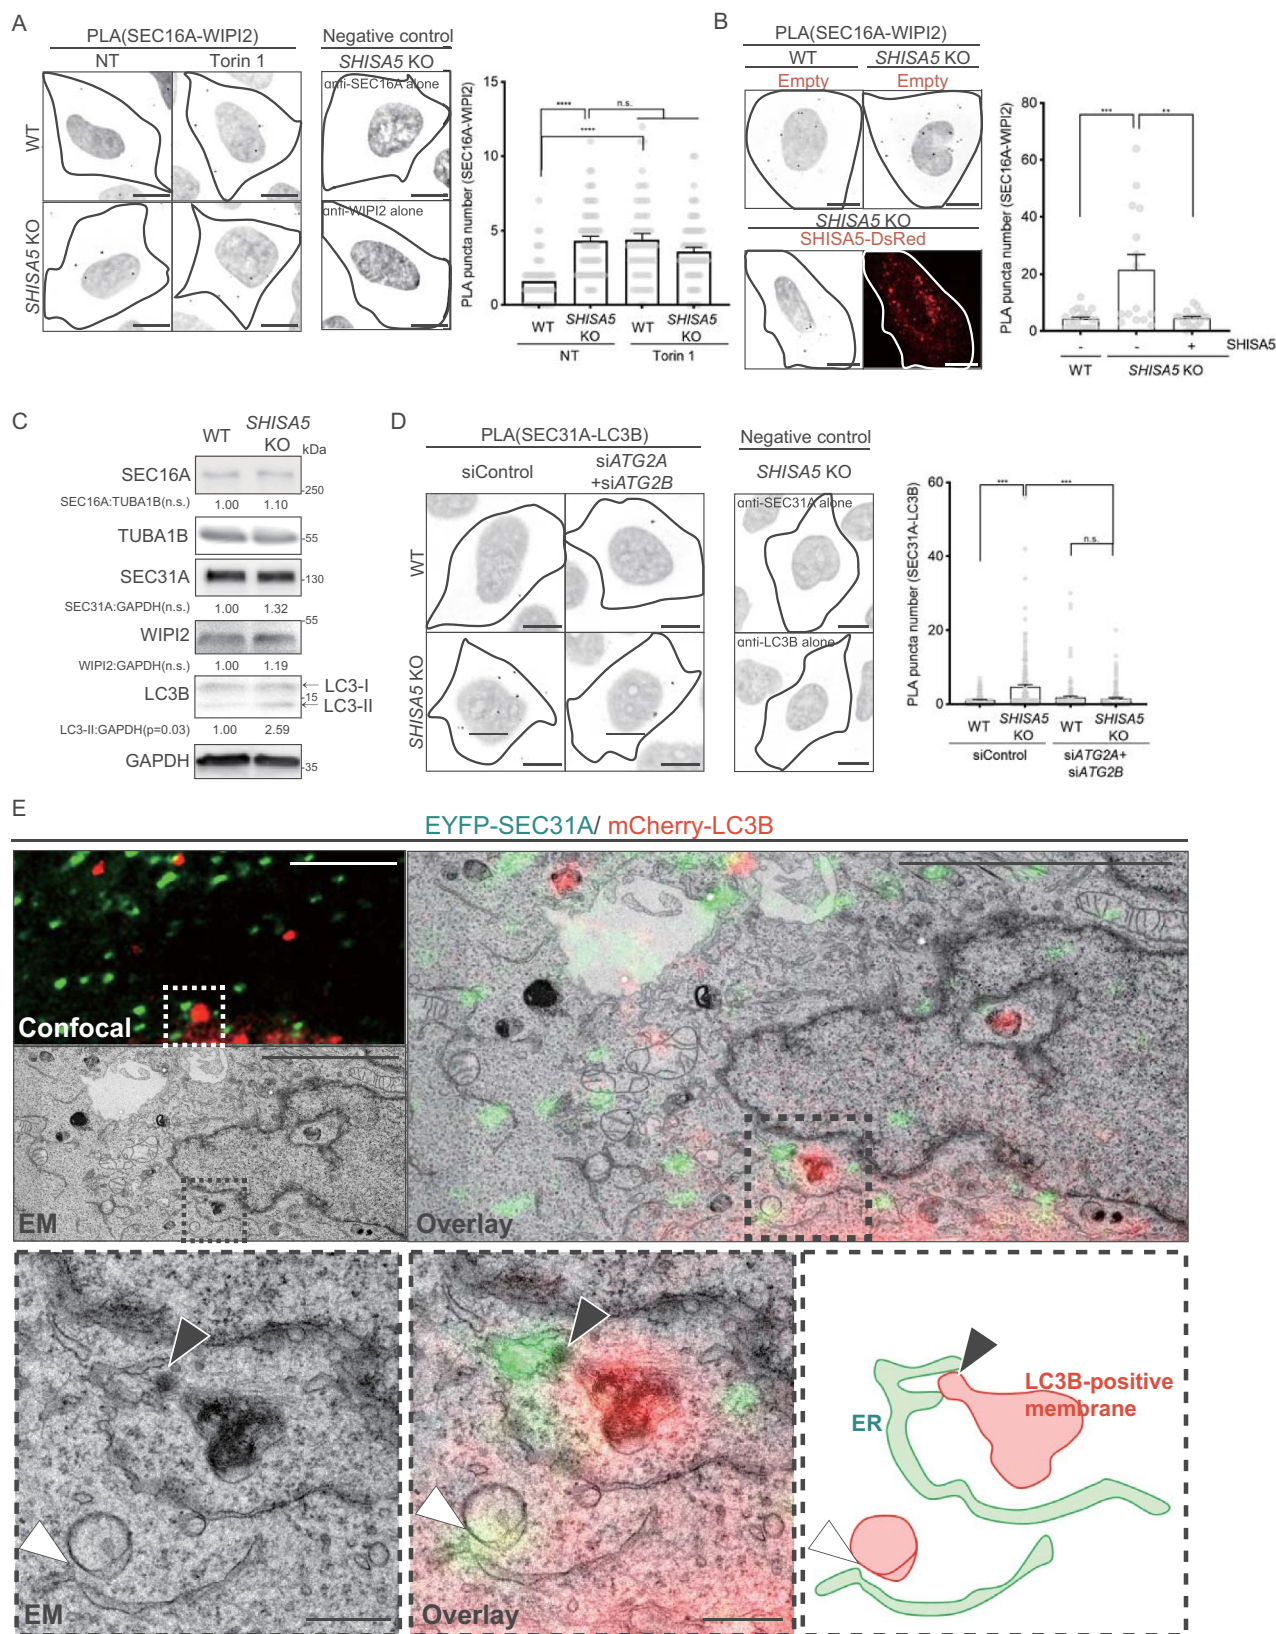 A
PLA(SEC16A-WIPI2)
NT
Torin 1
Negative control
SHISA5 KO
anti-SEC16A alone
anti-WIPI2 alone
WT
SHISA5 KO
PLA puncta number (SEC16A-WIPI2)
15
10
5
0
****
n.s.
****
WT
SHISA5 KO
WT
SHISA5 KO
NT
Torin 1
B
PLA(SEC16A-WIPI2)
WT
SHISA5 KO
Empty
Empty
SHISA5 KO
SHISA5-DsRed
PLA puncta number (SEC16A-WIPI2)
80
60
40
20
0
***
**
- - + SHISA5
WT
SHISA5 KO
C
WT
SHISA5 KO
kDa
SEC16A
-250
SEC16A:TUBA1B(n.s.) 1.00 1.10
TUBA1B
-55
SEC31A
-130
SEC31A:GAPDH(n.s.) 1.00 1.32
-55
WIPI2
WIPI2:GAPDH(n.s.) 1.00 1.19
LC3B
LC3-I
-15
LC3-II
LC3-II:GAPDH(p=0.03) 1.00 2.59
GAPDH
-35
D
PLA(SEC31A-LC3B)
siControl
siATG2A
+siATG2B
Negative control
SHISA5 KO
anti-SEC31A alone
anti-LC3B alone
WT
SHISA5 KO
PLA puncta number (SEC31A-LC3B)
60
40
20
0
***
***
n.s.
WT
SHISA5 KO
WT
SHISA5 KO
siControl
siATG2A+
siATG2B
E
EYFP-SEC31A/ mCherry-LC3B
Confocal
EM
Overlay
EM
Overlay
ER
LC3B-positive
membrane